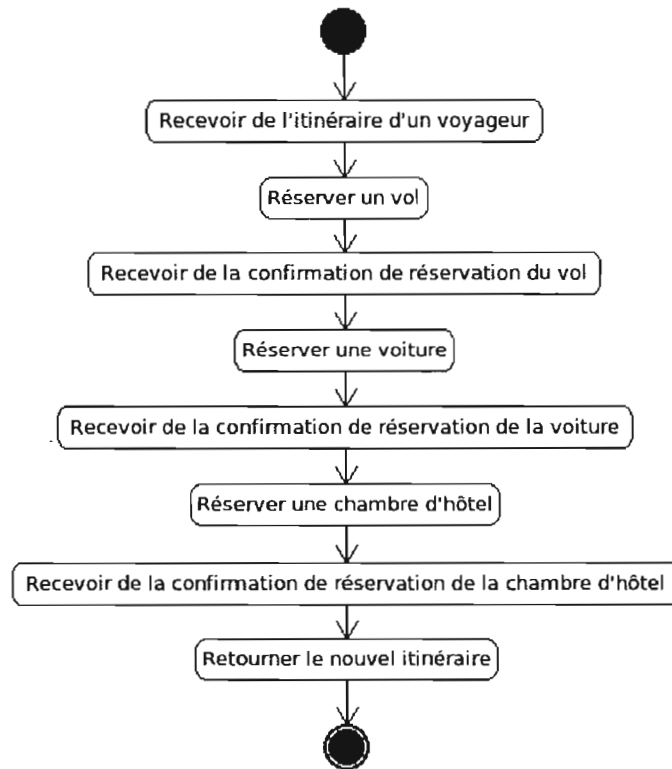 Recevoir de l'itinéraire d'un voyageur
Réserver un vol
Recevoir de la confirmation de réservation du vol
Réserver une voiture
Recevoir de la confirmation de réservation de la voiture
Réserver une chambre d'hôtel
Recevoir de la confirmation de réservation de la chambre d'hôtel
Retourner le nouvel itinéraire